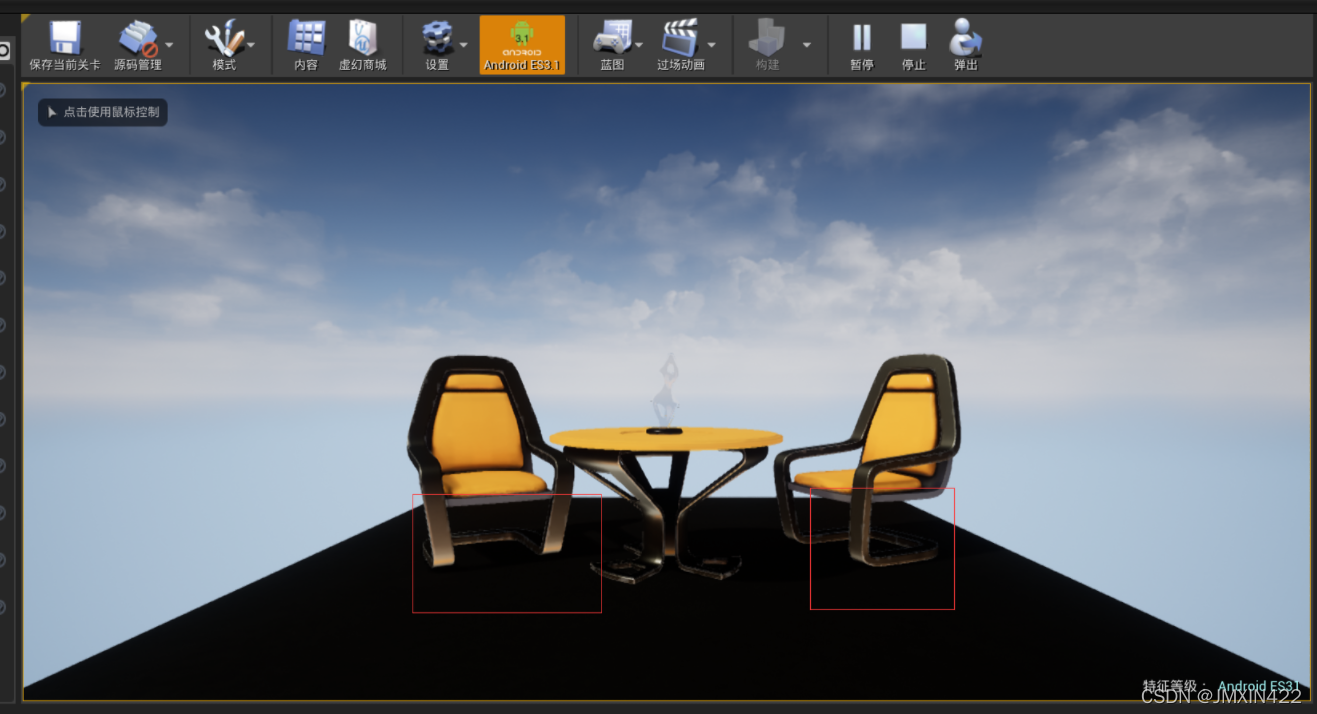 保存当前关卡 源码管理 模式 内容 虚幻商城 设置 3.1 ANDROID Android ES3.1 蓝图 过场动画 构建 暂停 停止 弹出
点击使用鼠标控制
特征等级： Android ES31
CSDN @JMXIN422